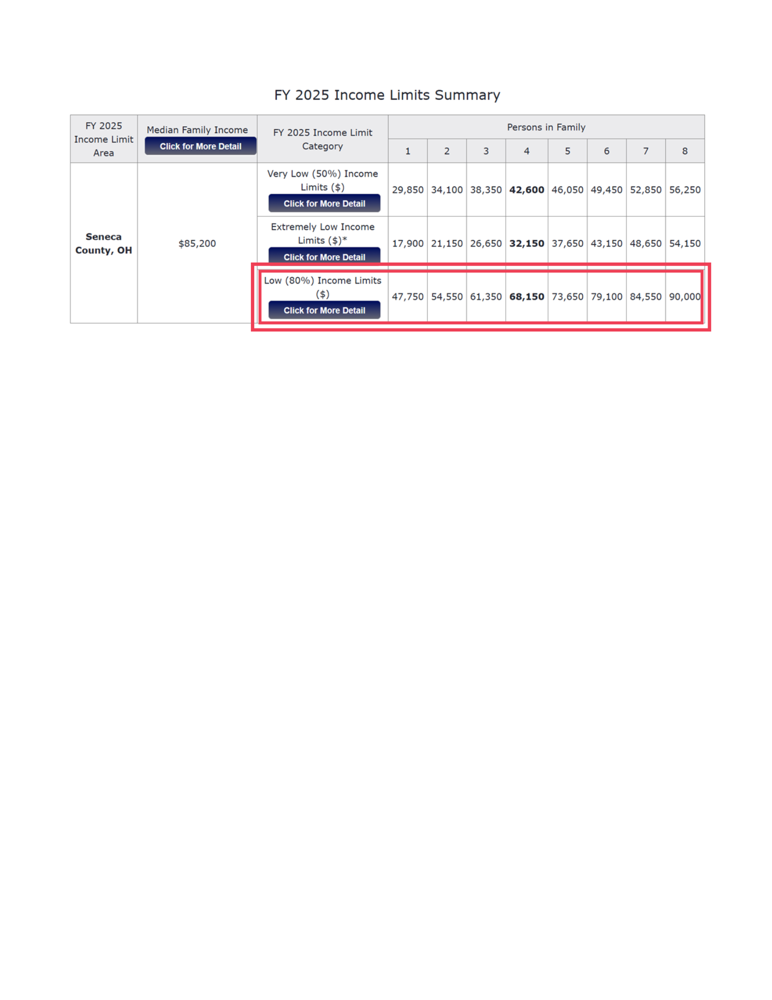 FY 2025 Income Limits Summary
FY 2025
Income Limit
Area
Median Family Income
Click for More Detail
FY 2025 Income Limit
Category
Persons in Family
1 2 3 4 5 6 7 8
Seneca
County, OH
$85,200
Very Low (50%) Income
Limits ($)
Click for More Detail
29,850 34,100 38,350 42,600 46,050 49,450 52,850 56,250
Extremely Low Income
Limits ($)*
Click for More Detail
17,900 21,150 26,650 32,150 37,650 43,150 48,650 54,150
Low (80%) Income Limits
($)
Click for More Detail
47,750 54,550 61,350 68,150 73,650 79,100 84,550 90,000